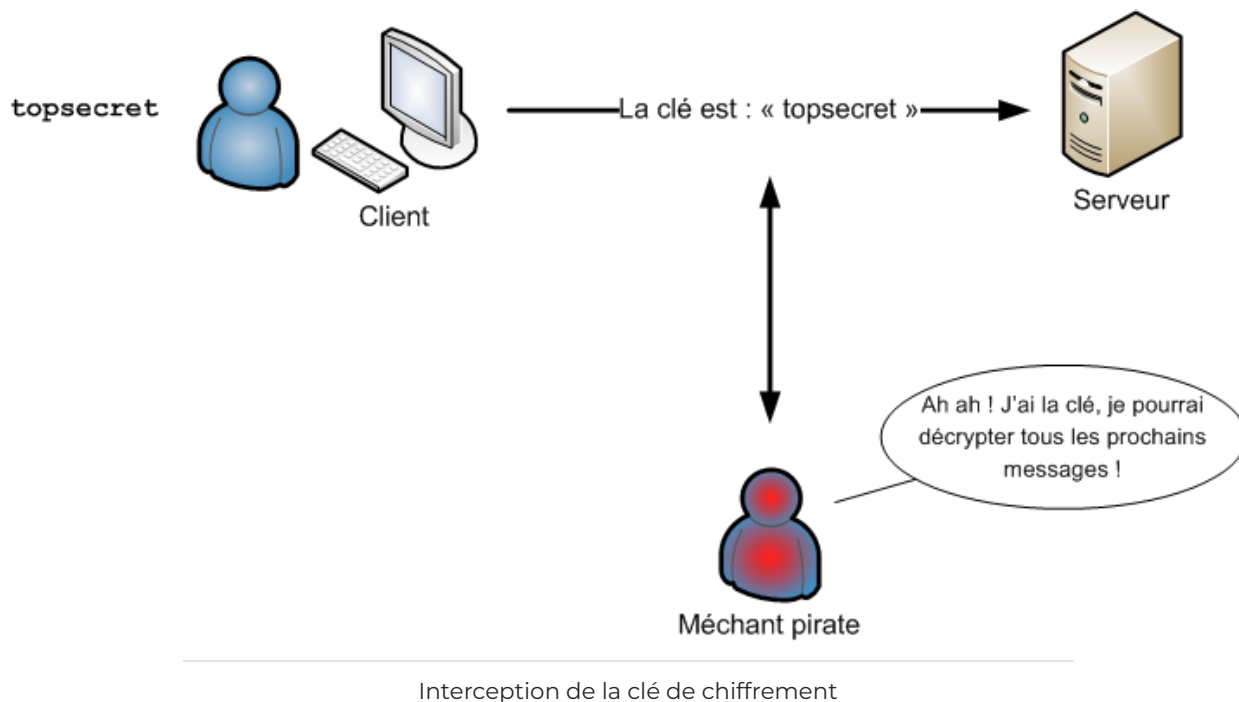 topsecret
La clé est : « topsecret »
Client
Serveur
Ah ah ! J'ai la clé, je pourrai
décrypter tous les prochains
messages !
Méchant pirate
Interception de la clé de chiffrement